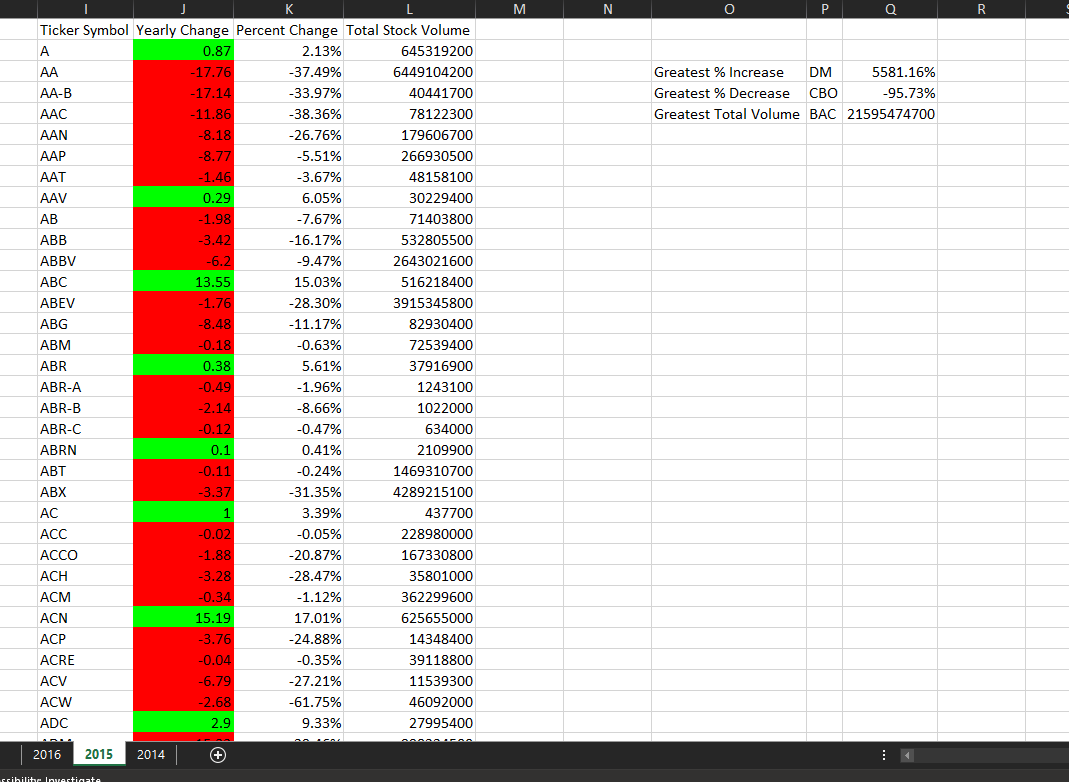 I J K L M N O P Q R
Ticker Symbol Yearly Change Percent Change Total Stock Volume
A 0.87 2.13% 645319200
AA -17.76 -37.49% 6449104200 Greatest % Increase DM 5581.16%
AA-B -17.14 -33.97% 40441700 Greatest % Decrease CBO -95.73%
AAC -11.86 -38.36% 78122300 Greatest Total Volume BAC 21595474700
AAN -8.18 -26.76% 179606700
AAP -8.77 -5.51% 266930500
AAT -1.46 -3.67% 48158100
AAV 0.29 6.05% 30229400
AB -1.98 -7.67% 71403800
ABB -3.42 -16.17% 532805500
ABBV -6.2 -9.47% 2643021600
ABC 13.55 15.03% 516218400
ABEV -1.76 -28.30% 3915345800
ABG -8.48 -11.17% 82930400
ABM -0.18 -0.63% 72539400
ABR 0.38 5.61% 37916900
ABR-A -0.49 -1.96% 1243100
ABR-B -2.14 -8.66% 1022000
ABR-C -0.12 -0.47% 634000
ABRN 0.1 0.41% 2109900
ABT -0.11 -0.24% 1469310700
ABX -3.37 -31.35% 4289215100
AC 1 3.39% 437700
ACC -0.02 -0.05% 228980000
ACCO -1.88 -20.87% 167330800
ACH -3.28 -28.47% 35801000
ACM -0.34 -1.12% 362299600
ACN 15.19 17.01% 625655000
ACP -3.76 -24.88% 14348400
ACRE -0.04 -0.35% 39118800
ACV -6.79 -27.21% 11539300
ACW -2.68 -61.75% 46092000
ADC 2.9 9.33% 27995400
2016 2015 2014
ssibility: Investigate